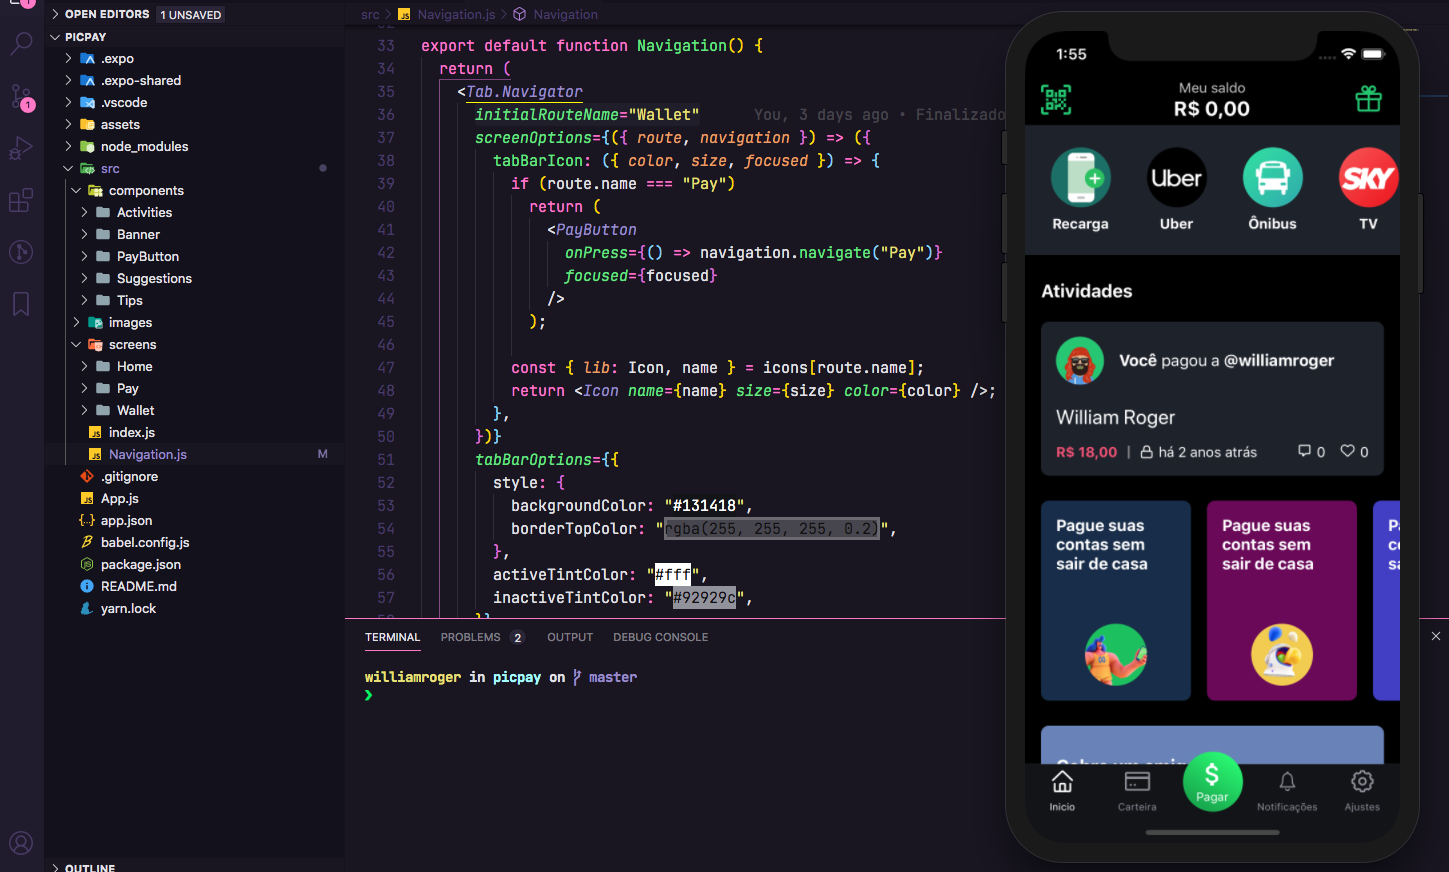 OPEN EDITORS 1 UNSAVED
PICPAY
.expo
.expo-shared
.vscode
assets
node_modules
src
components
Activities
Banner
PayButton
Suggestions
Tips
images
screens
Home
Pay
Wallet
index.js
Navigation.js M
.gitignore
App.js
app.json
babel.config.js
package.json
README.md
yarn.lock
OUTLINE
1
src > JS Navigation.js > Navigation
33 export default function Navigation() {
34 return (
35 <Tab.Navigator
36 initialRouteName="Wallet" You, 3 days ago • Finalizado
37 screenOptions={({ route, navigation }) => ({
38 tabBarIcon: ({ color, size, focused }) => {
39 if (route.name === "Pay")
40 return (
41 <PayButton
42 onPress={() => navigation.navigate("Pay")}
43 focused={focused}
44 />
45 );
46
47 const { lib: Icon, name } = icons[route.name];
48 return <Icon name={name} size={size} color={color} />;
49 },
50 })}
51 tabBarOptions={{
52 style: {
53 backgroundColor: "#131418",
54 borderTopColor: "rgba(255, 255, 255, 0.2)",
55 },
56 activeTintColor: "#fff",
57 inactiveTintColor: "#92929c",
TERMINAL PROBLEMS 2 OUTPUT DEBUG CONSOLE
williamroger in picpay on master
❯
1:55
Meu saldo
R$ 0,00
Uber
SKY
Recarga Uber Ônibus TV
Atividades
Você pagou a @williamroger
William Roger
R$ 18,00 | há 2 anos atrás 0 0
Pague suas
contas sem
sair de casa
Pague suas
contas sem
sair de casa
$
Pagar
Inicio Carteira Notificações Ajustes